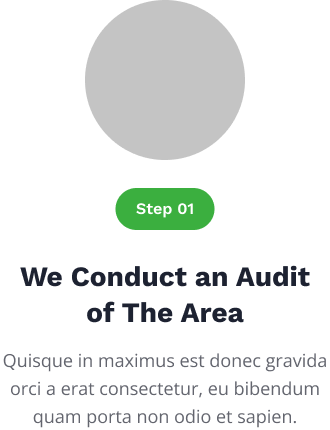 Step 01
We Conduct an Audit
of The Area
Quisque in maximus est donec gravida
orci a erat consectetur, eu bibendum
quam porta non odio et sapien.